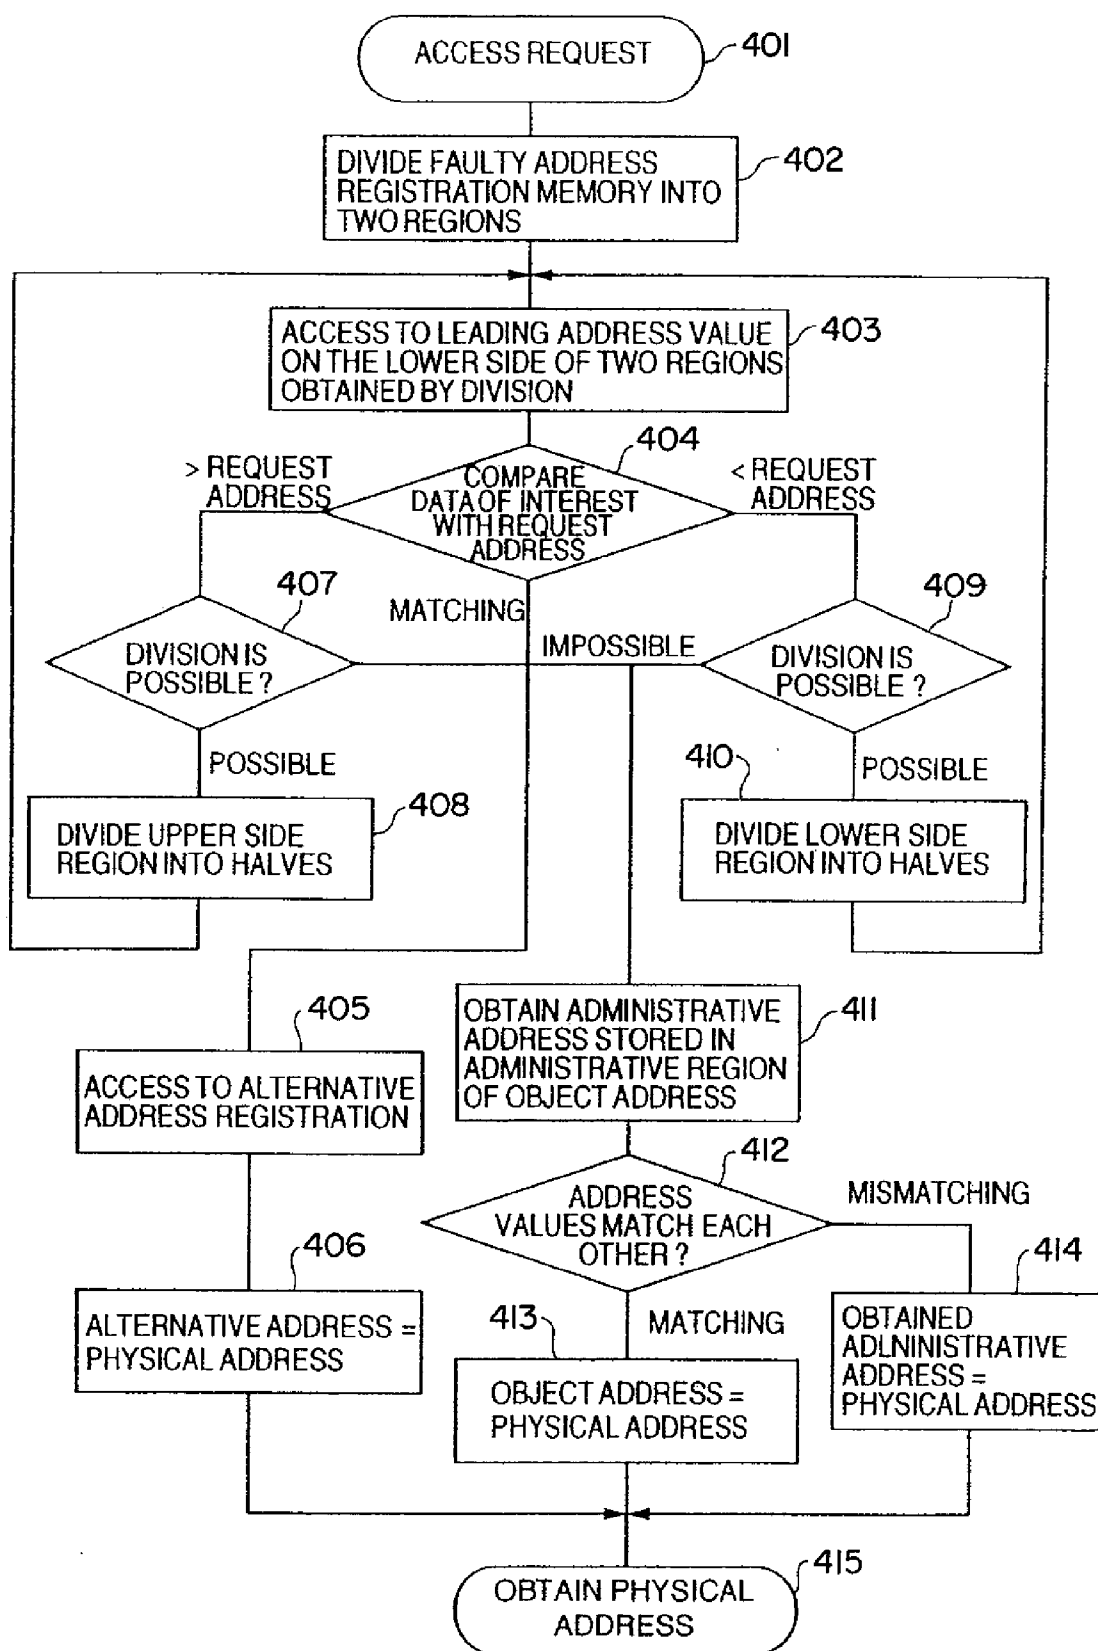 ACCESS REQUEST
401
DIVIDE FAULTY ADDRESS
REGISTRATION MEMORY INTO
TWO REGIONS
402
ACCESS TO LEADING ADDRESS VALUE
ON THE LOWER SIDE OF TWO REGIONS
OBTAINED BY DIVISION
403
404
> REQUEST
ADDRESS
COMPARE
DATA OF INTEREST
WITH REQUEST
ADDRESS
< REQUEST
ADDRESS
407
MATCHING
409
DIVISION IS
POSSIBLE ?
IMPOSSIBLE
DIVISION IS
POSSIBLE ?
POSSIBLE
408
410
POSSIBLE
DIVIDE UPPER SIDE
REGION INTO HALVES
DIVIDE LOWER SIDE
REGION INTO HALVES
405
ACCESS TO ALTERNATIVE
ADDRESS REGISTRATION
OBTAIN ADMINISTRATIVE
ADDRESS STORED IN
ADMINISTRATIVE REGION
OF OBJECT ADDRESS
411
412
ADDRESS
VALUES MATCH EACH
OTHER ?
MISMATCHING
406
ALTERNATIVE ADDRESS =
PHYSICAL ADDRESS
413
MATCHING
414
OBJECT ADDRESS =
PHYSICAL ADDRESS
OBTAINED
ADLNINISTRATIVE
ADDRESS =
PHYSICAL ADDRESS
OBTAIN PHYSICAL
ADDRESS
415